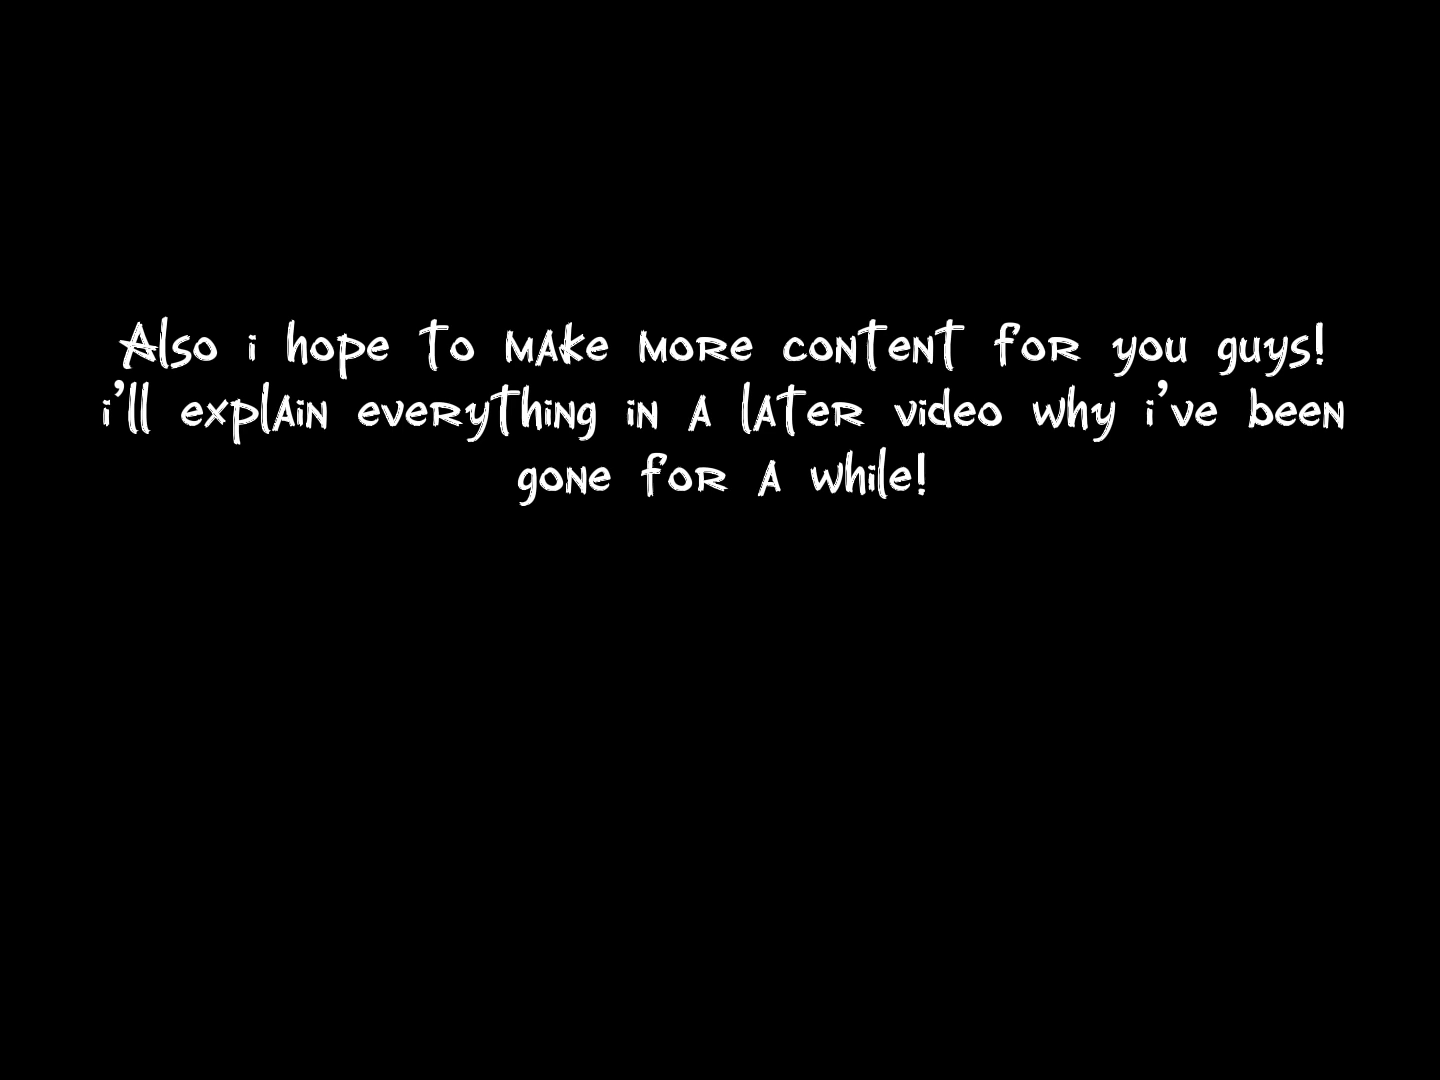 Also i hope to make more content for you guys!
i'll explain everything in a later video why i've been
gone for a while!